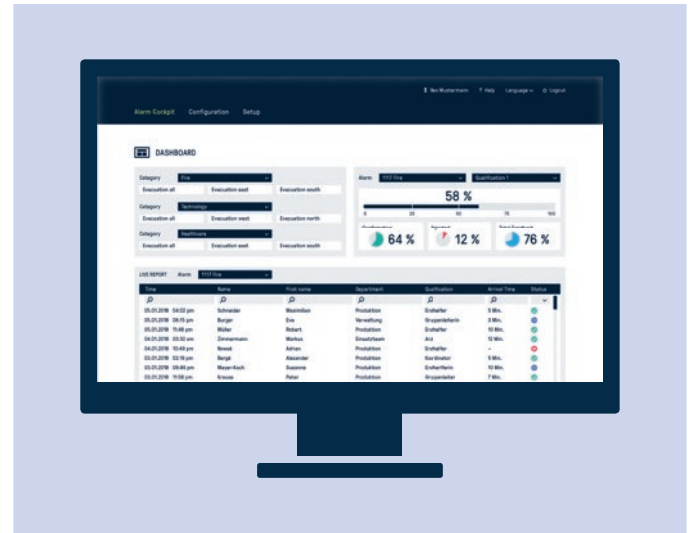 Max Mustermann ? Help Language Logout
Alarm Cockpit Configuration Setup
DASHBOARD
Category Fire
Evacuation all Evacuation east Evacuation south
Category Technology
Evacuation all Evacuation west Evacuation north
Category Healthcare
Evacuation all Evacuation east Evacuation south
Alarm 1117 Fire Qualification 1
58 %
0 25 50 75 100
64 % 12 % 76 %
LIVE REPORT Alarm 1117 Fire
Time Name First name Department Qualification Arrival Time Status
05.01.2018 04:02 pm Schneider Maximilian Produktion Ersthelfer 5 Min.
05.01.2018 08:15 pm Burger Eva Verwaltung Gruppenleiterin 3 Min.
05.01.2018 11:48 pm Müller Robert Produktion Ersthelfer 10 Min.
04.01.2018 03:32 am Zimmermann Markus Einsatzteam Arzt 12 Min.
04.01.2018 10:49 pm Nowak Adrian Produktion Ersthelfer -
03.01.2018 02:19 pm Bergé Alexander Produktion Koordinator 5 Min.
03.01.2018 09:49 pm Mayer-Koch Susanne Produktion Ersthelferin 10 Min.
03.01.2018 11:58 pm Krause Peter Produktion Gruppenleiter 7 Min.